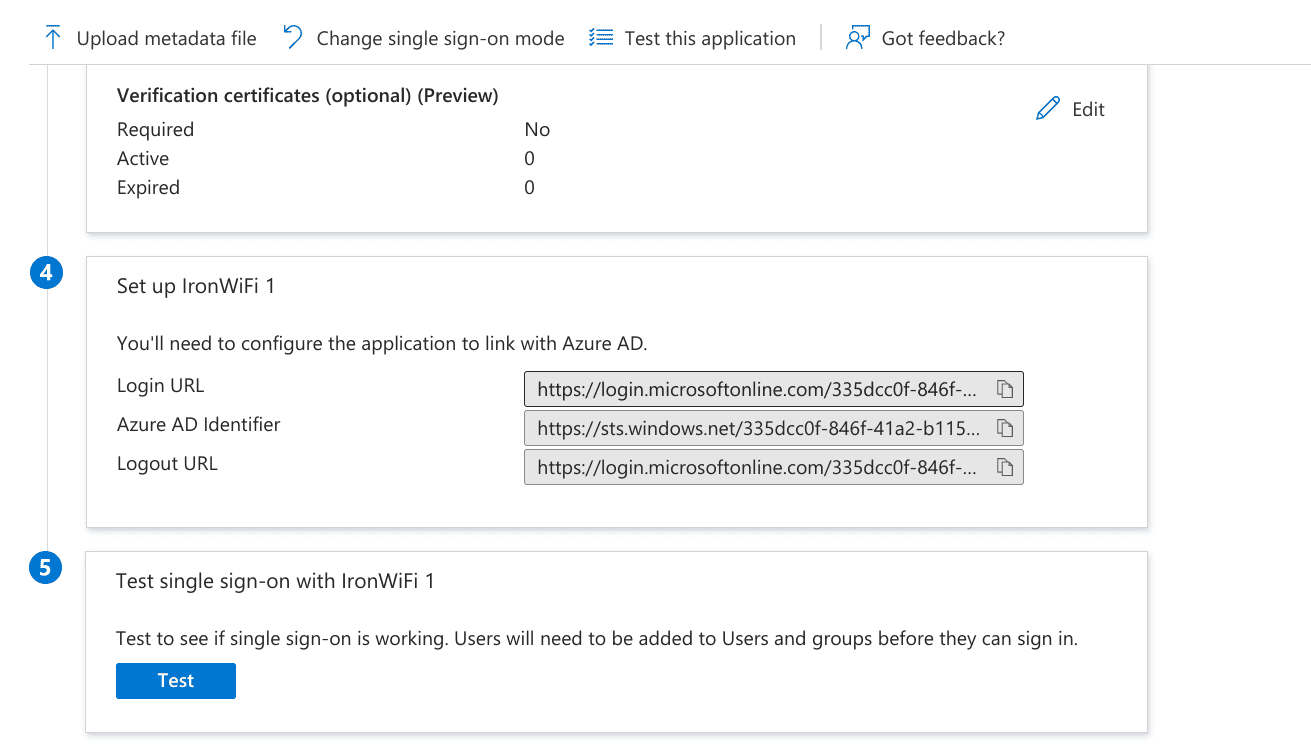 Upload metadata file Change single sign-on mode Test this application Got feedback?
Verification certificates (optional) (Preview)
Edit
Required No
Active 0
Expired 0
4
Set up IronWiFi 1
You'll need to configure the application to link with Azure AD.
Login URL https://login.microsoftonline.com/335dcc0f-846f-...
Azure AD Identifier https://sts.windows.net/335dcc0f-846f-41a2-b115...
Logout URL https://login.microsoftonline.com/335dcc0f-846f-...
5
Test single sign-on with IronWiFi 1
Test to see if single sign-on is working. Users will need to be added to Users and groups before they can sign in.
Test